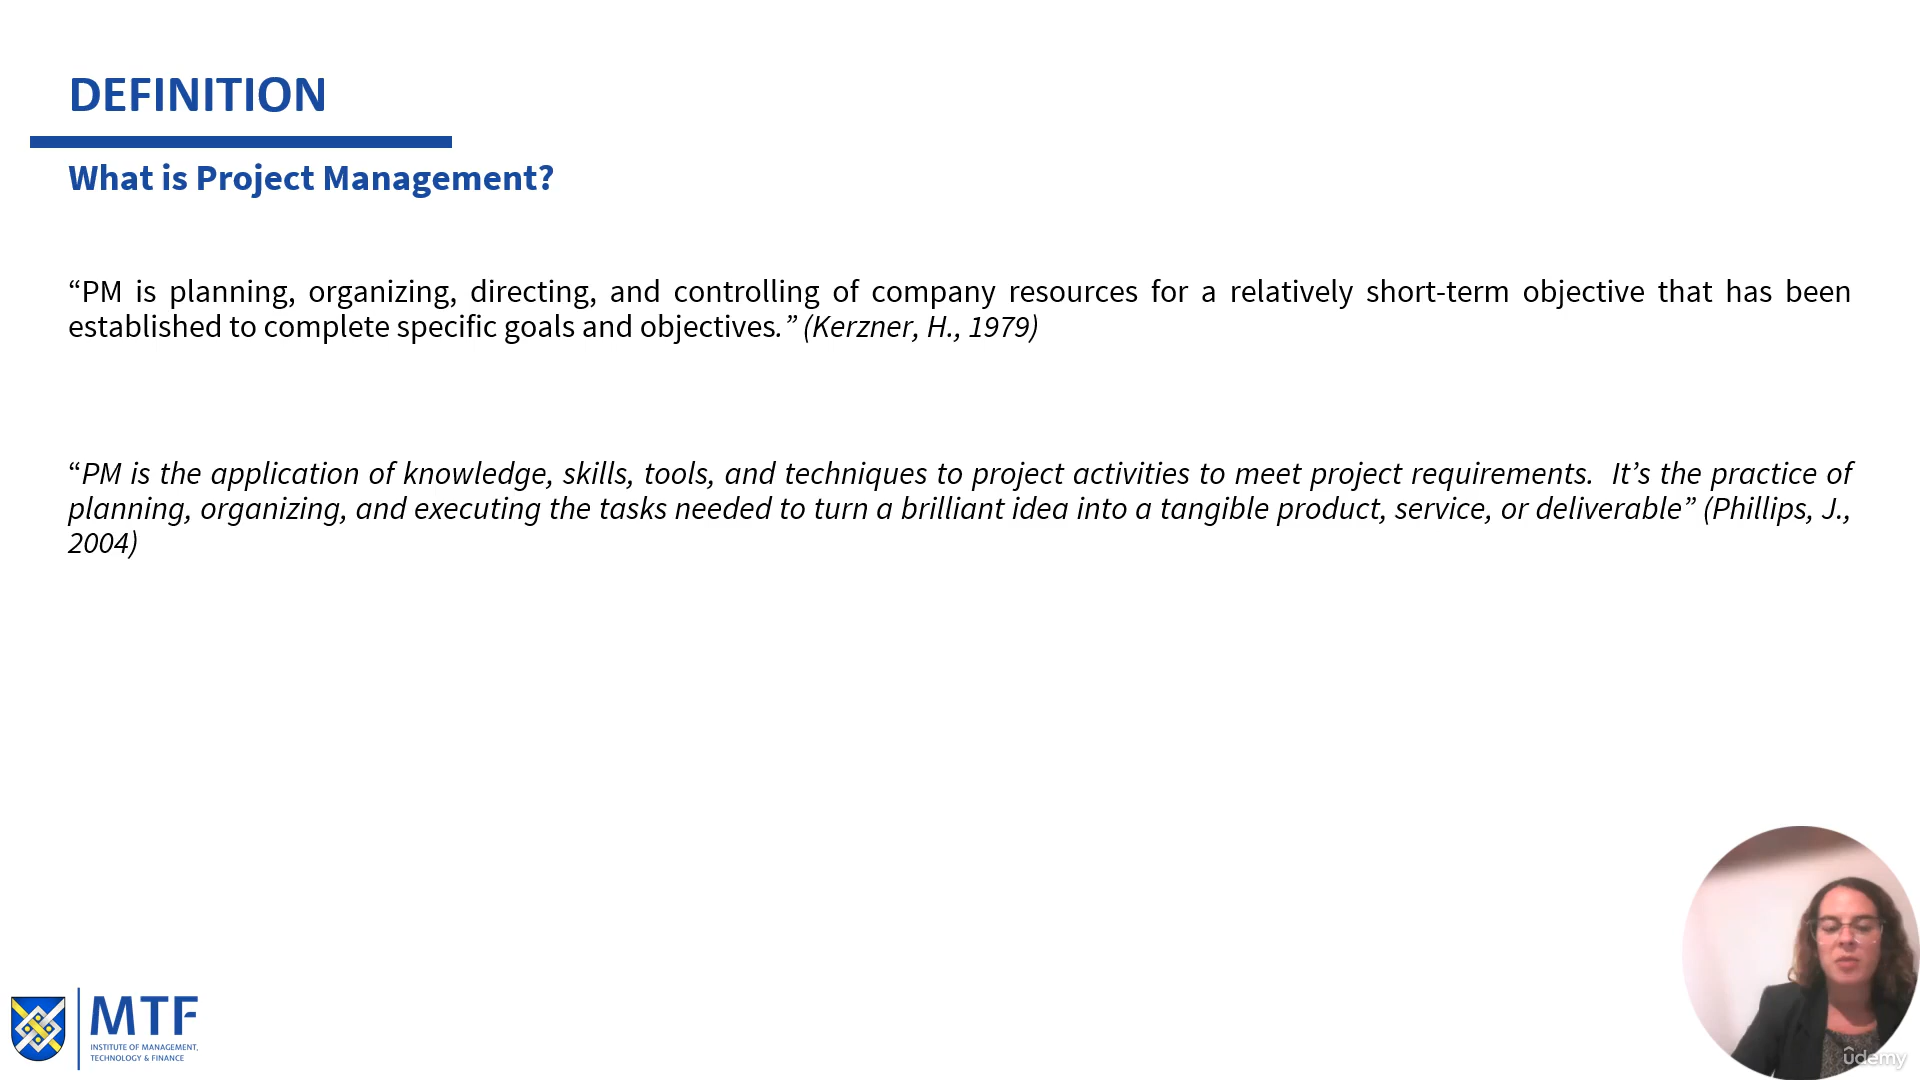 DEFINITION
What is Project Management?
“PM is planning, organizing, directing, and controlling of company resources for a relatively short-term objective that has been
established to complete specific goals and objectives.” (Kerzner, H., 1979)
“PM is the application of knowledge, skills, tools, and techniques to project activities to meet project requirements.  It’s the practice of
planning, organizing, and executing the tasks needed to turn a brilliant idea into a tangible product, service, or deliverable” (Phillips, J.,
2004)
MTF
INSTITUTE OF MANAGEMENT,
TECHNOLOGY & FINANCE
udemy